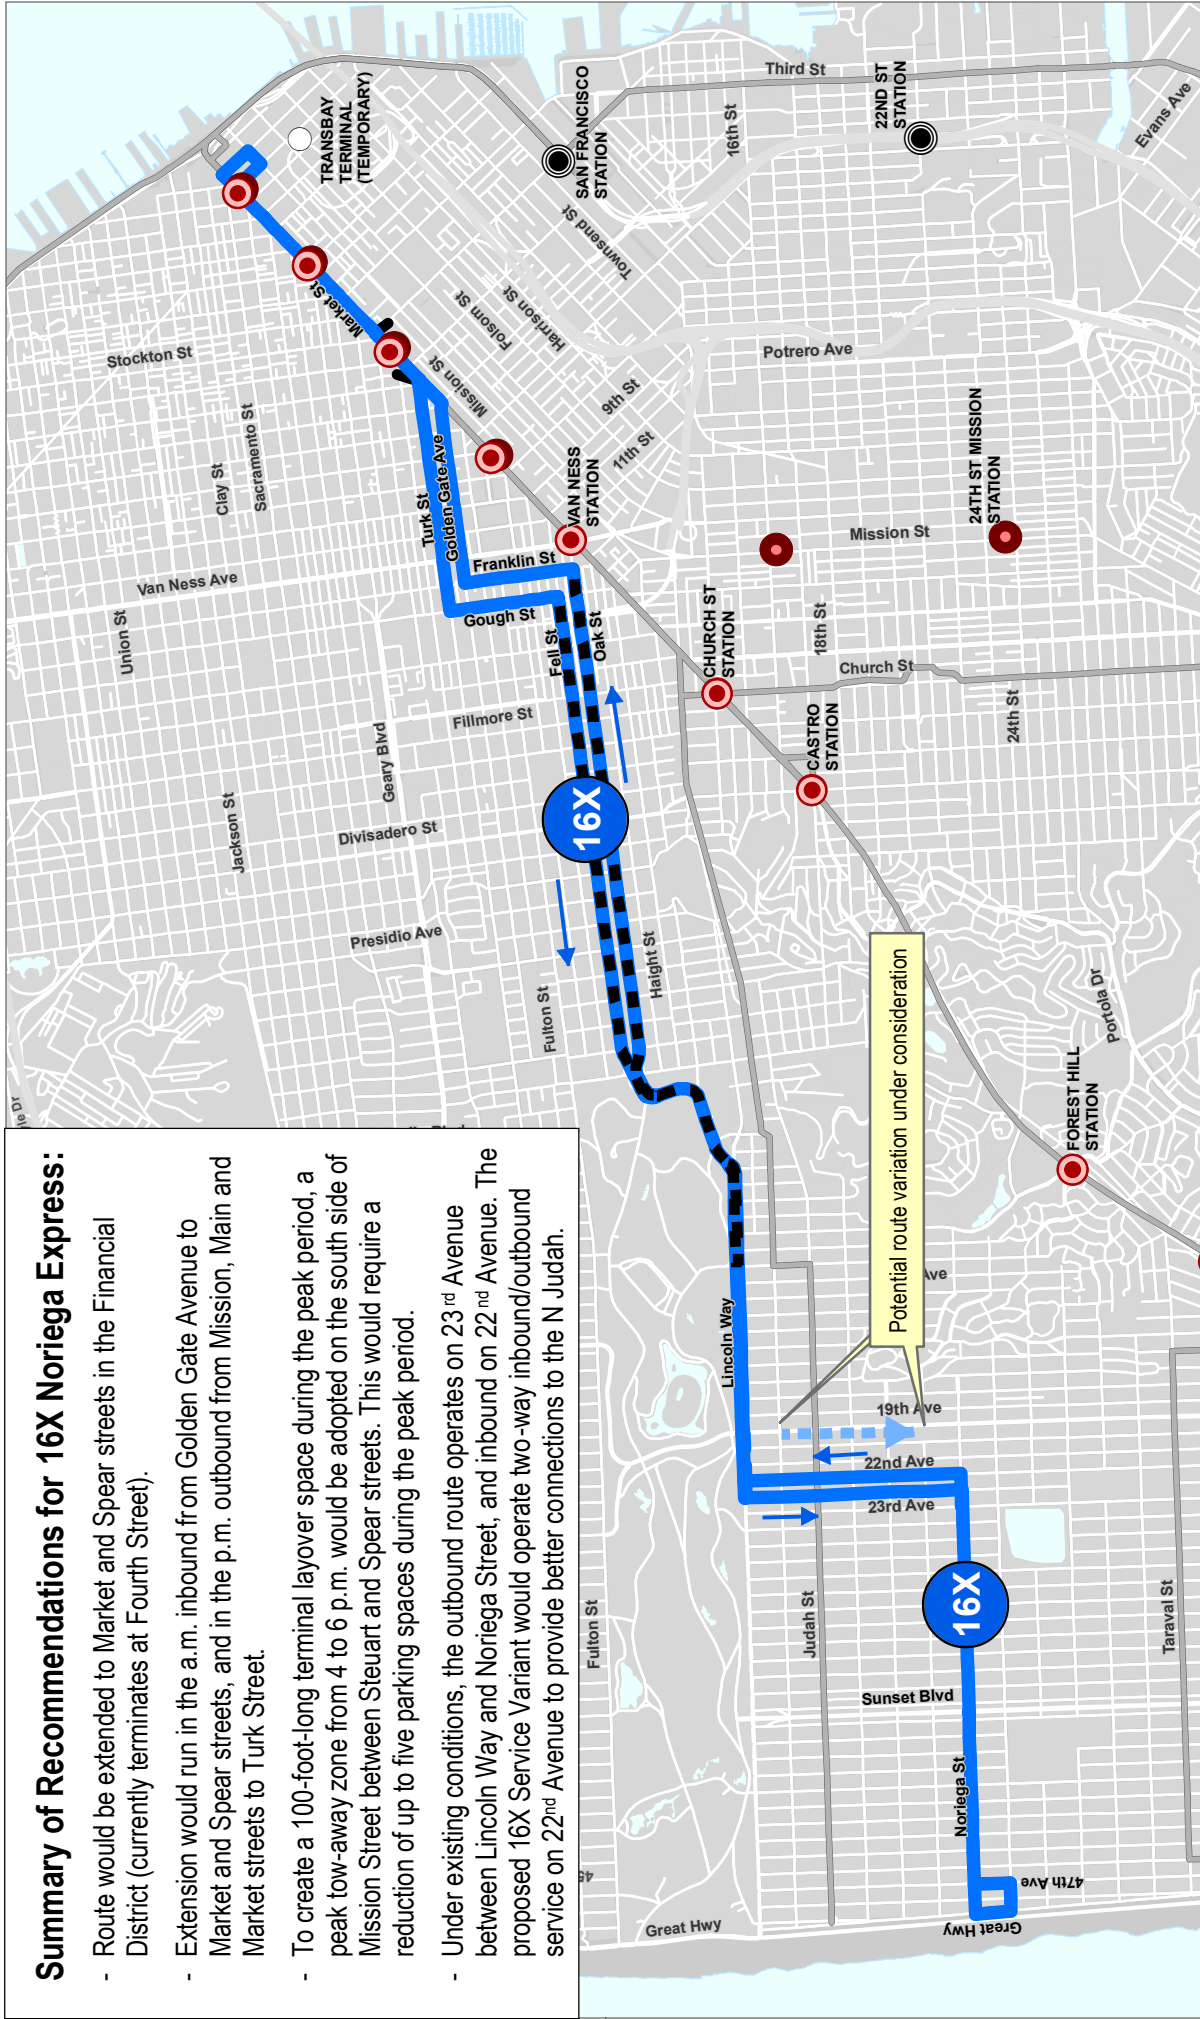 Summary of Recommendations for 16X Noriega Express:
- Route would be extended to Market and Spear streets in the Financial
District (currently terminates at Fourth Street).
- Extension would run in the a.m. inbound from Golden Gate Avenue to
Market and Spear streets, and in the p.m. outbound from Mission, Main and
Market streets to Turk Street.
- To create a 100-foot-long terminal layover space during the peak period, a
peak tow-away zone from 4 to 6 p.m. would be adopted on the south side of
Mission Street between Steuart and Spear streets. This would require a
reduction of up to five parking spaces during the peak period.
- Under existing conditions, the outbound route operates on 23 rd Avenue
between Lincoln Way and Noriega Street, and inbound on 22 nd Avenue. The
proposed 16X Service Variant would operate two-way inbound/outbound
service on 22nd Avenue to provide better connections to the N Judah.
Great Hwy
Great Hwy
47th Ave
Noriega St
Sunset Blvd
16X
Judah St
Taraval St
Fulton St
23rd Ave
22nd Ave
19th Ave
Ave
Lincoln Way
Potential route variation under consideration
FOREST HILL
STATION
Portola Dr
Fulton St
Haight St
Presidio Ave
Divisadero St
Jackson St
Geary Blvd
Fillmore St
16X
CASTRO
STATION
CHURCH ST
STATION
Church St
24th St
18th St
Fell St
Oak St
Gough St
Franklin St
Union St
Van Ness Ave
VAN NESS
STATION
Turk St
Golden Gate Ave
Clay St
Sacramento St
Stockton St
Market St
Mission St
11th St
9th St
Folsom St
Harrison St
Townsend St
Mission St
24TH ST MISSION
STATION
Potrero Ave
16th St
TRANSBAY
TERMINAL
(TEMPORARY)
SAN FRANCISCO
STATION
22ND ST
STATION
Third St
Evans Ave